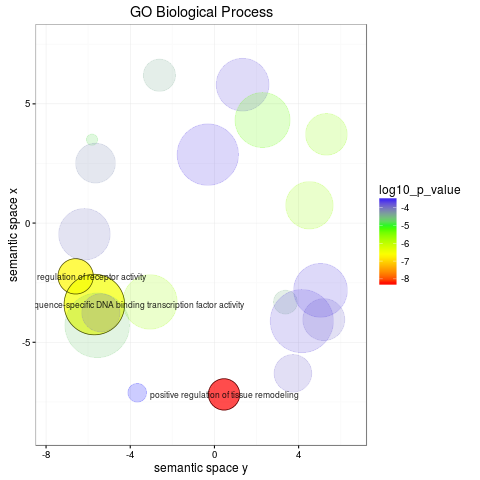 GO Biological Process
semantic space x
5
0
-5
regulation of receptor activity
quence-specific DNA binding transcription factor activity
positive regulation of tissue remodeling
-8
-4
0
4
semantic space y
log10_p_value
-4
-5
-6
-7
-8